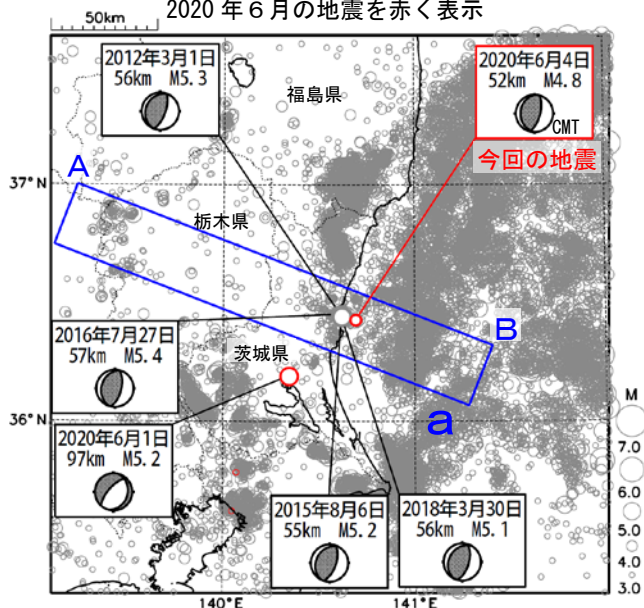 2020 年６月の地震を赤く表示
50km
2012年3月1日
56km M5.3
福島県
2020年6月4日
52km M4.8
CMT
今回の地震
A
37°N
栃木県
B
2016年7月27日
57km M5.4
茨城県
36°N
a
2020年6月1日
97km M5.2
2015年8月6日
55km M5.2
2018年3月30日
56km M5.1
M
7.0
6.0
5.0
4.0
3.0
140°E
141°E